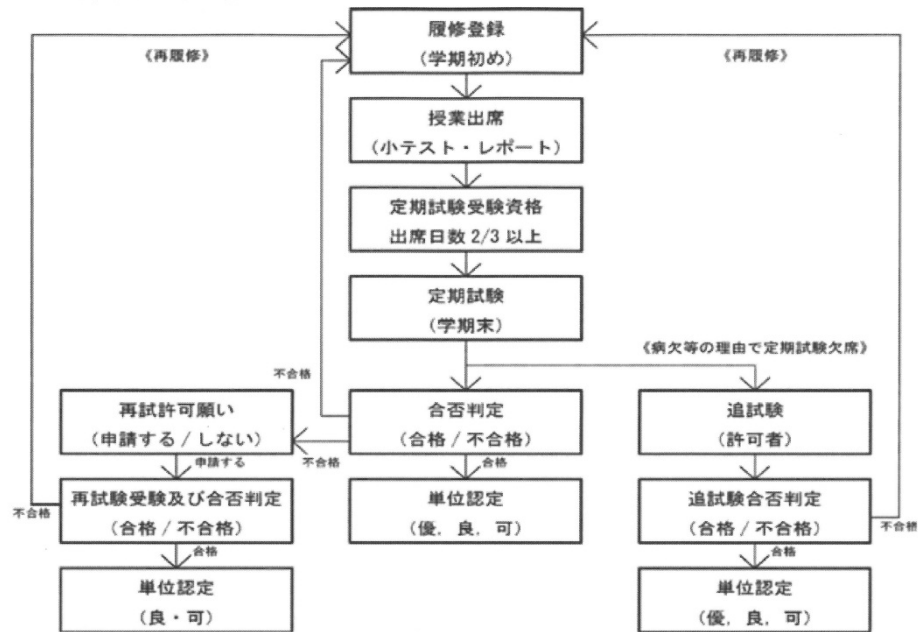 履修登録
(学期初め)
《再履修》
《再履修》
授業出席
(小テスト・レポート)
定期試験受験資格
出席日数 2/3 以上
定期試験
(学期末)
《病欠等の理由で定期試験欠席》
不合格
再試許可願い
(申請する / しない)
合否判定
(合格 / 不合格)
追試験
(許可者)
申請する
不合格
合格
再試験受験及び合否判定
(合格 / 不合格)
不合格
単位認定
(優, 良, 可)
追試験合否判定
(合格 / 不合格)
不合格
合格
合格
単位認定
(良・可)
単位認定
(優, 良, 可)